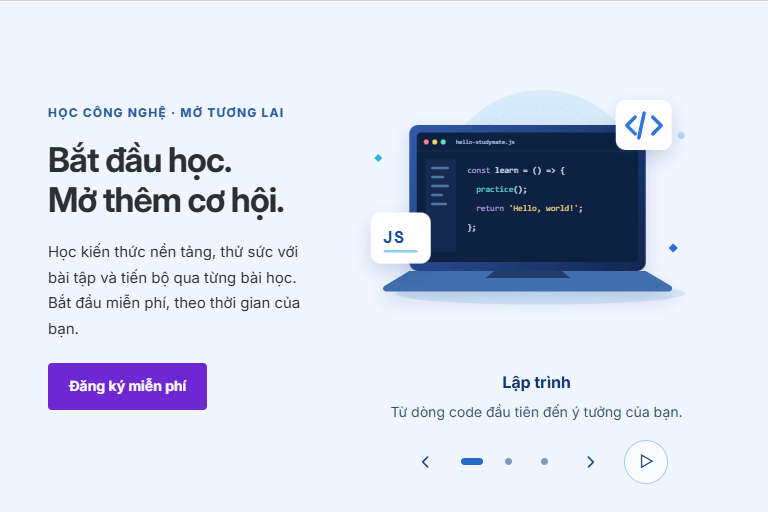 HỌC CÔNG NGHỆ · MỞ TƯƠNG LAI
Bắt đầu học.
Mở thêm cơ hội.
Học kiến thức nền tảng, thử sức với
bài tập và tiến bộ qua từng bài học.
Bắt đầu miễn phí, theo thời gian của
bạn.
Đăng ký miễn phí
hello-studymate.js
const learn = () => {
practice();
return 'Hello, world!';
};
</>
JS
Lập trình
Từ dòng code đầu tiên đến ý tưởng của bạn.